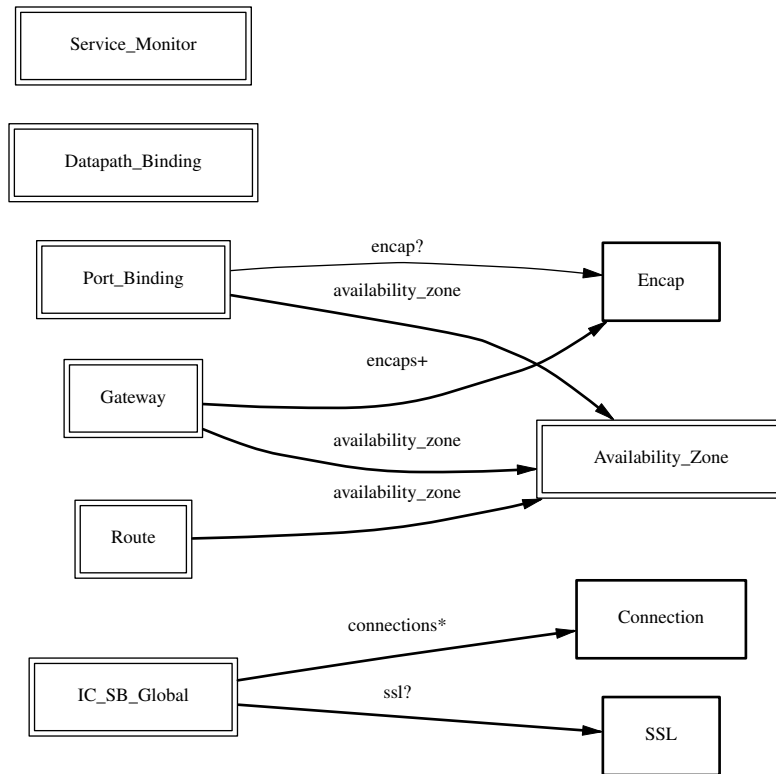 Service_Monitor
Datapath_Binding
Port_Binding
encap?
availability_zone
Encap
Gateway
encaps+
availability_zone
Availability_Zone
Route
availability_zone
IC_SB_Global
connections*
Connection
ssl?
SSL